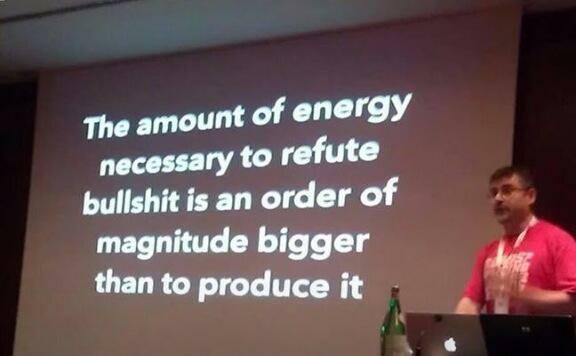 The amount of energy
necessary to refute
bullshit is an order of
magnitude bigger
than to produce it